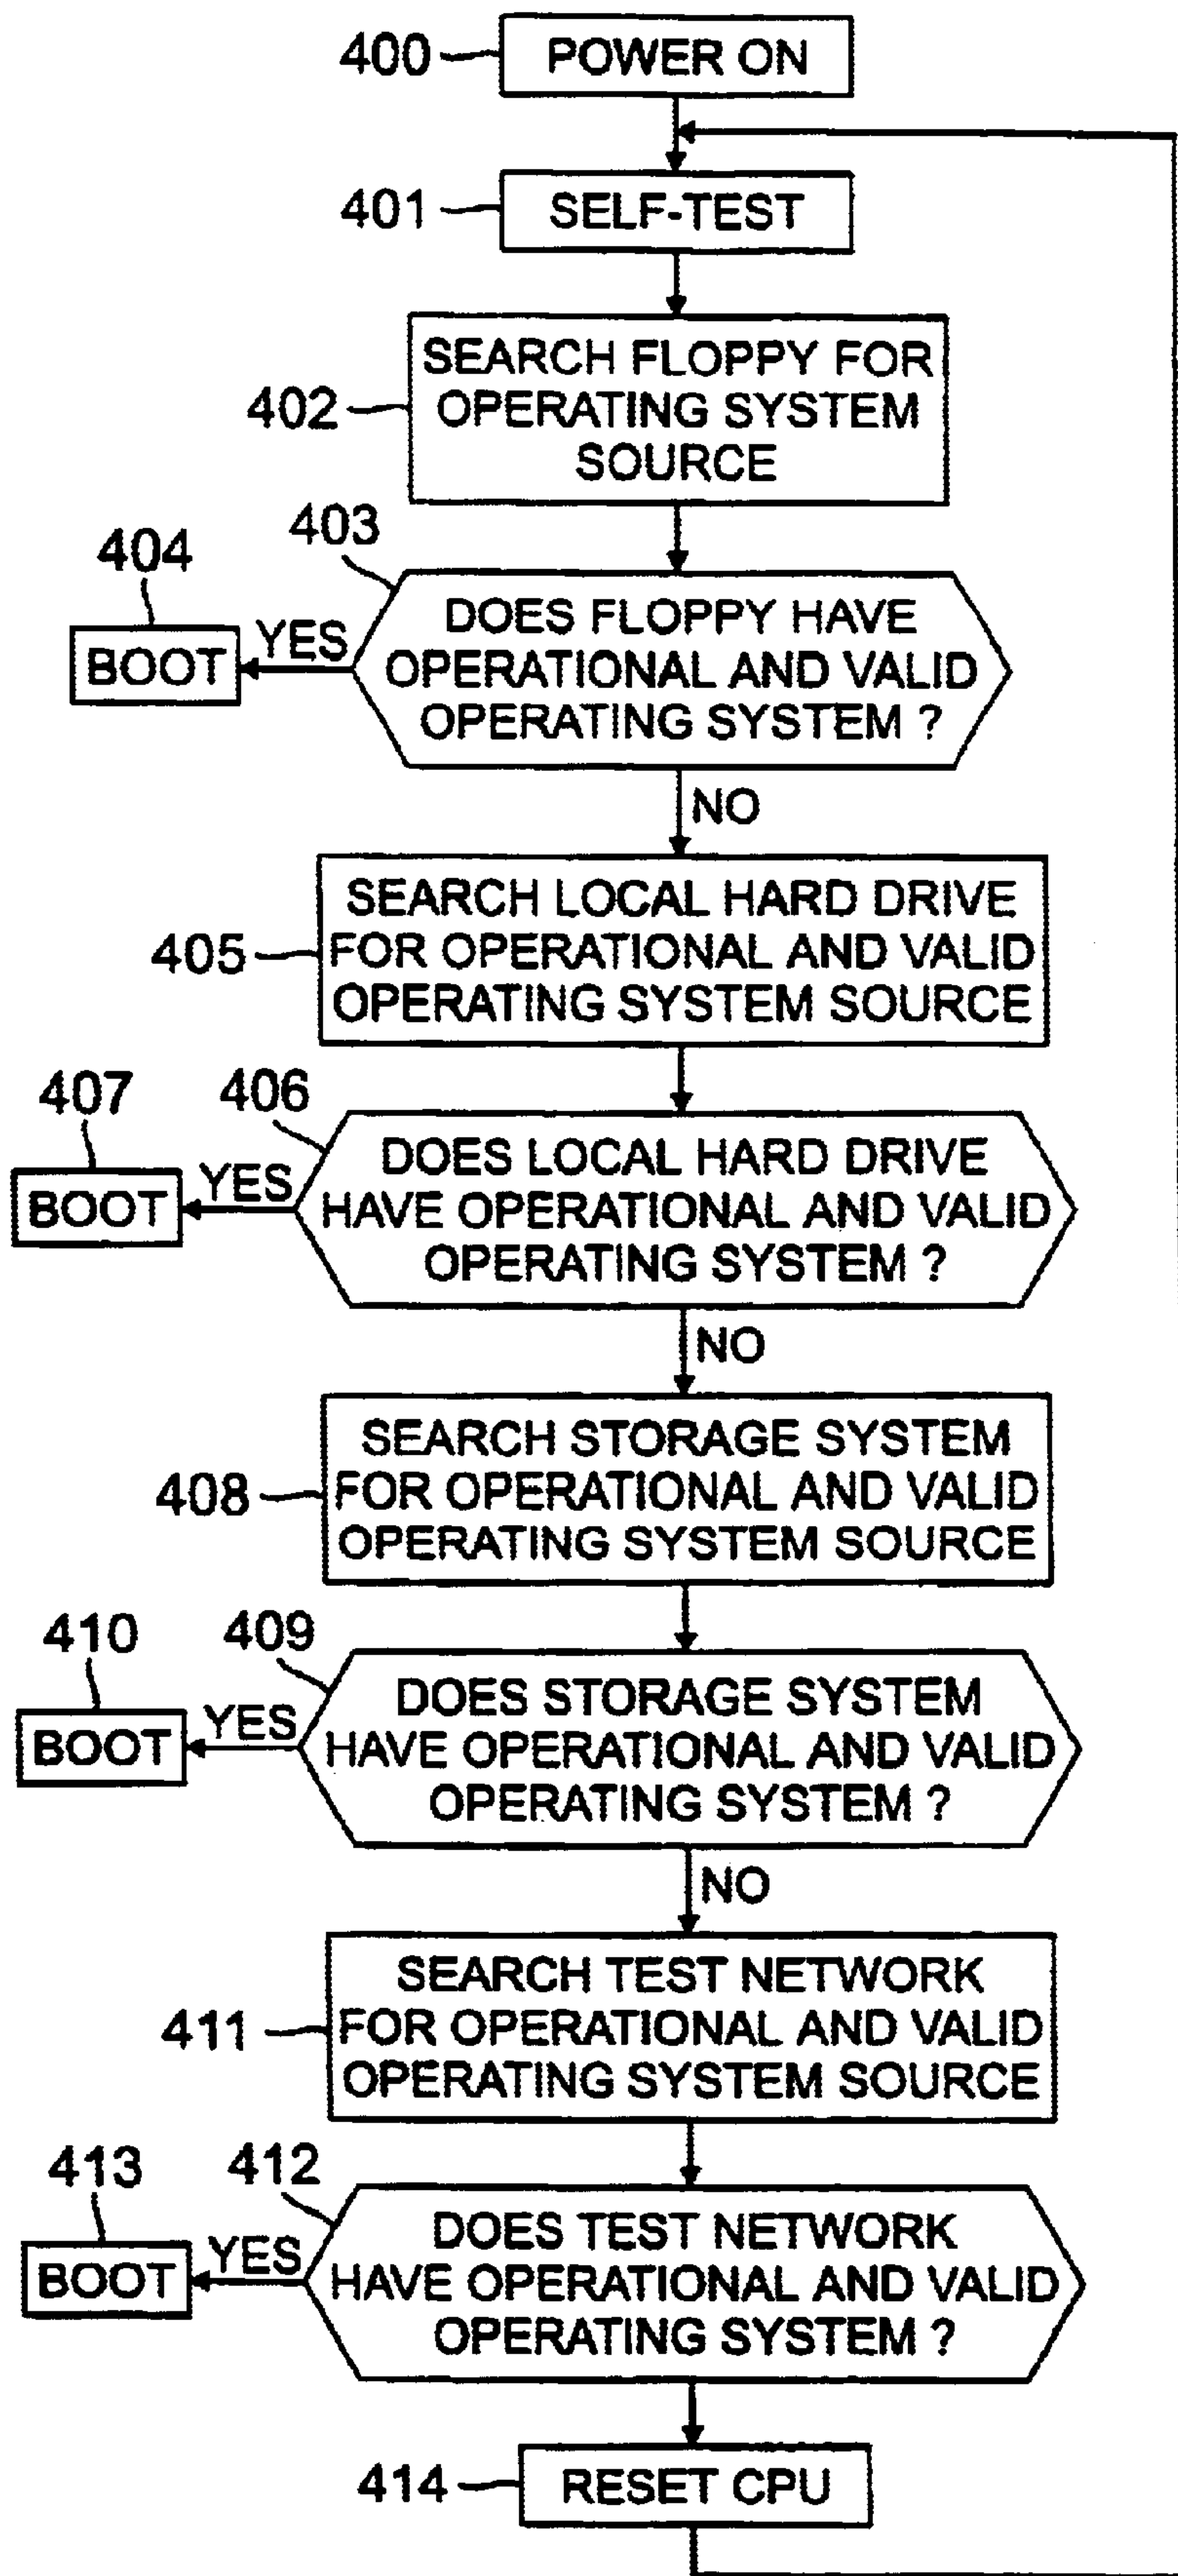 400
POWER ON
401
SELF-TEST
402
SEARCH FLOPPY FOR
OPERATING SYSTEM
SOURCE
403
404
BOOT
YES
DOES FLOPPY HAVE
OPERATIONAL AND VALID
OPERATING SYSTEM ?
NO
405
SEARCH LOCAL HARD DRIVE
FOR OPERATIONAL AND VALID
OPERATING SYSTEM SOURCE
406
407
BOOT
YES
DOES LOCAL HARD DRIVE
HAVE OPERATIONAL AND VALID
OPERATING SYSTEM ?
NO
408
SEARCH STORAGE SYSTEM
FOR OPERATIONAL AND VALID
OPERATING SYSTEM SOURCE
409
410
BOOT
YES
DOES STORAGE SYSTEM
HAVE OPERATIONAL AND VALID
OPERATING SYSTEM ?
NO
411
SEARCH TEST NETWORK
FOR OPERATIONAL AND VALID
OPERATING SYSTEM SOURCE
412
413
BOOT
YES
DOES TEST NETWORK
HAVE OPERATIONAL AND VALID
OPERATING SYSTEM ?
414
RESET CPU